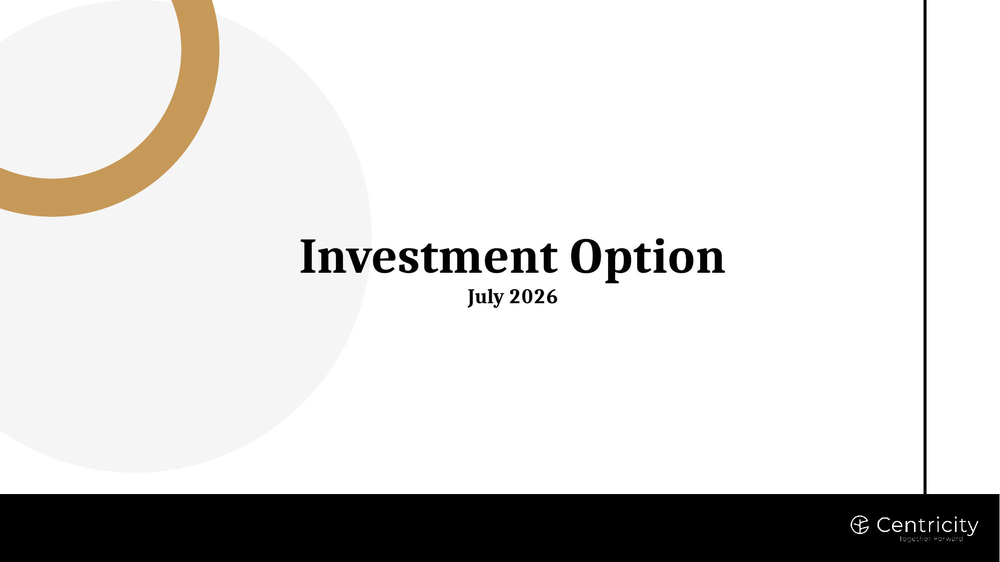 Investment Option
July 2026
Centricity
Together Forward